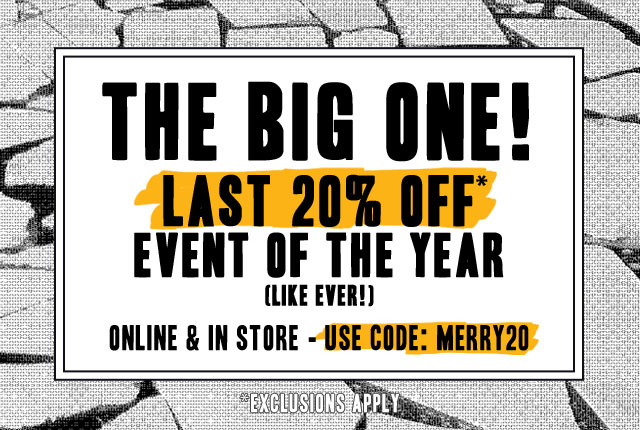 THE BIG ONE!
LAST 20% OFF*
EVENT OF THE YEAR
(LIKE EVER!)
ONLINE & IN STORE - USE CODE: MERRY20
*EXCLUSIONS APPLY